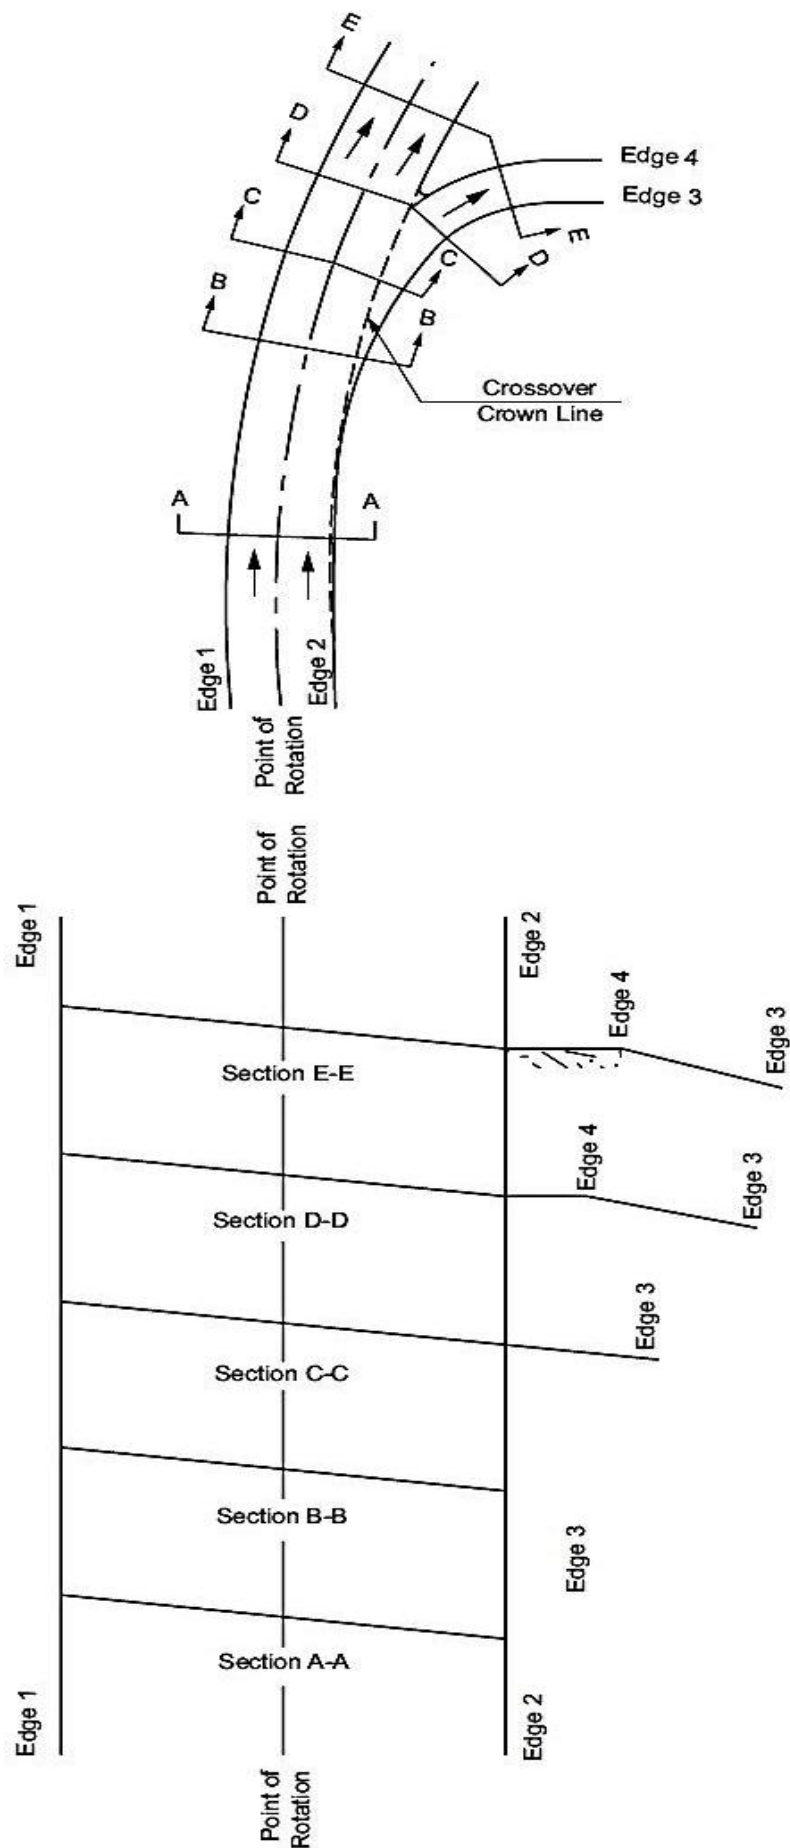 E
D
C
B
A
A
B
C
D
E
Edge 4
Edge 3
Crossover
Crown Line
Edge 1
Edge 2
Point of
Rotation
Point of
Rotation
Edge 1
Edge 2
Edge 4
Edge 3
Section E-E
Edge 4
Edge 3
Section D-D
Edge 3
Section C-C
Section B-B
Edge 3
Section A-A
Edge 1
Edge 2
Point of
Rotation